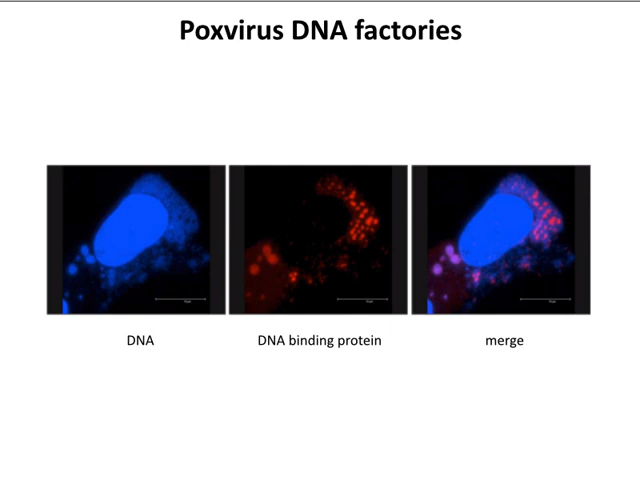 Poxvirus DNA factories
DNA
DNA binding protein
merge